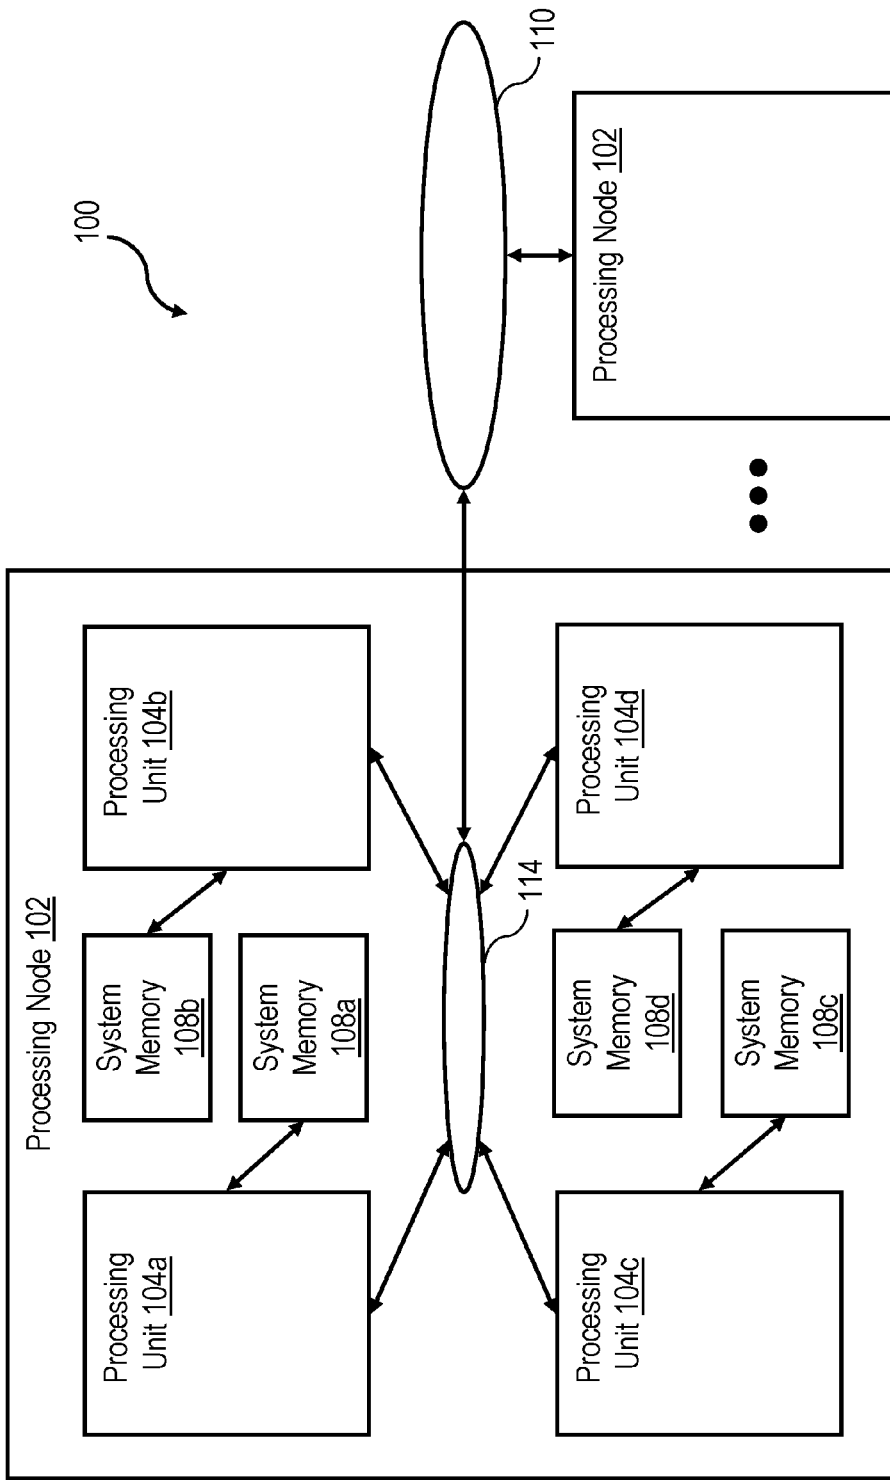 100
Processing Node 102
Processing
Unit 104a
System
Memory
108b
System
Memory
108a
Processing
Unit 104b
114
110
Processing
Unit 104c
System
Memory
108d
System
Memory
108c
Processing
Unit 104d
Processing Node 102